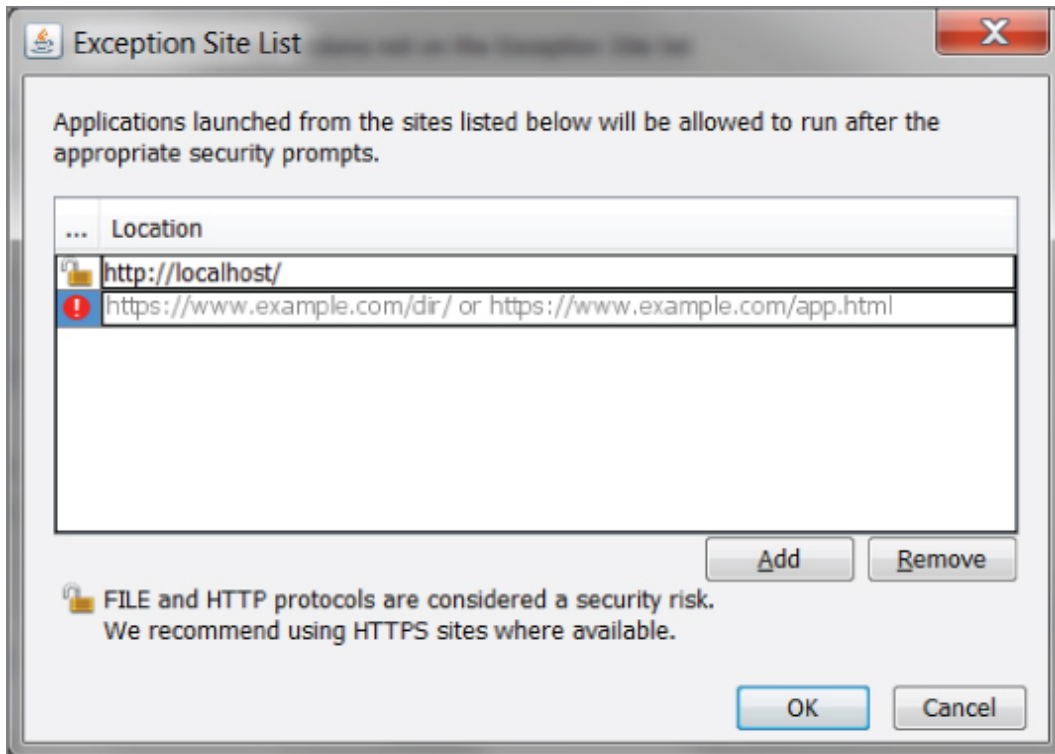 Exception Site List
Applications launched from the sites listed below will be allowed to run after the
appropriate security prompts.
... Location
http://localhost/
https://www.example.com/dir/ or https://www.example.com/app.html
Add Remove
FILE and HTTP protocols are considered a security risk.
We recommend using HTTPS sites where available.
OK Cancel